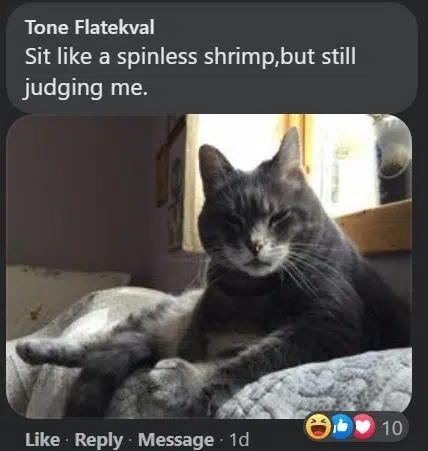 Tone Flatekval
Sit like a spinless shrimp,but still
judging me.
10
Like · Reply · Message · 1d